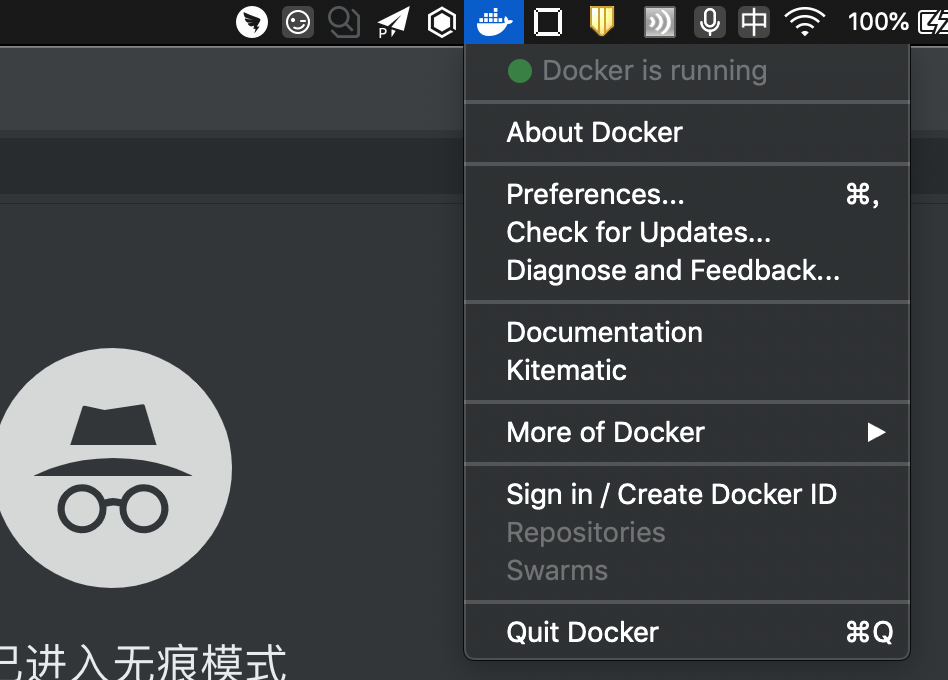 P
中
100%
Docker is running
About Docker
Preferences... ⌘,
Check for Updates...
Diagnose and Feedback...
Documentation
Kitematic
More of Docker ▶
Sign in / Create Docker ID
Repositories
Swarms
Quit Docker ⌘Q
已进入无痕模式